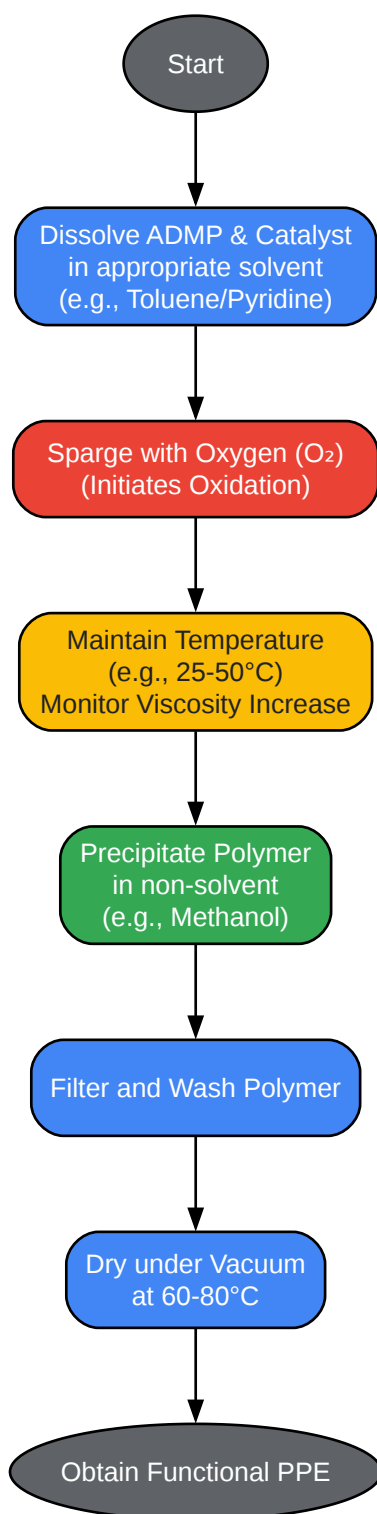 Start
Dissolve ADMP & Catalyst
in appropriate solvent
(e.g., Toluene/Pyridine)
Sparge with Oxygen (O₂)
(Initiates Oxidation)
Maintain Temperature
(e.g., 25-50°C)
Monitor Viscosity Increase
Precipitate Polymer
in non-solvent
(e.g., Methanol)
Filter and Wash Polymer
Dry under Vacuum
at 60-80°C
Obtain Functional PPE